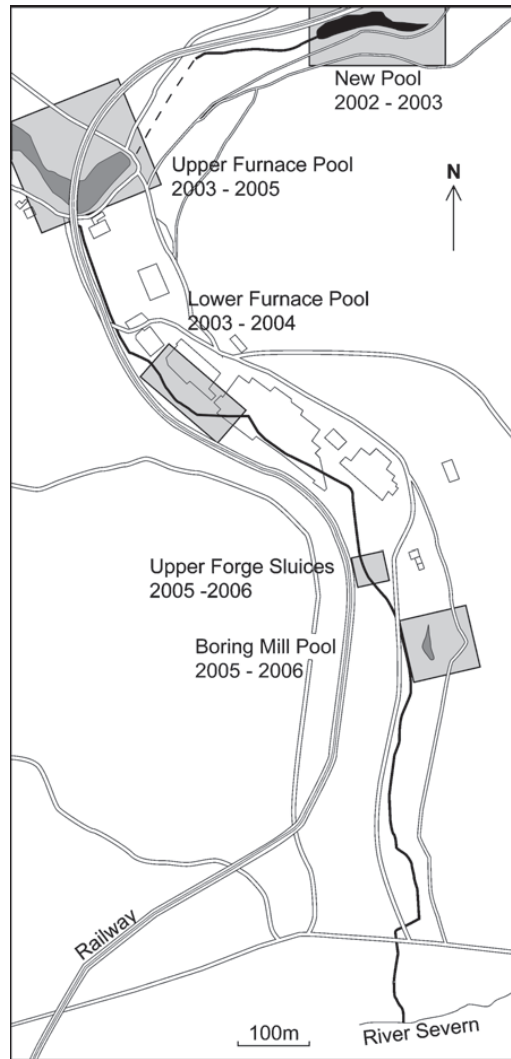 New Pool
2002 - 2003
Upper Furnace Pool
2003 - 2005
N
Lower Furnace Pool
2003 - 2004
Upper Forge Sluices
2005 -2006
Boring Mill Pool
2005 - 2006
Railway
100m
River Severn